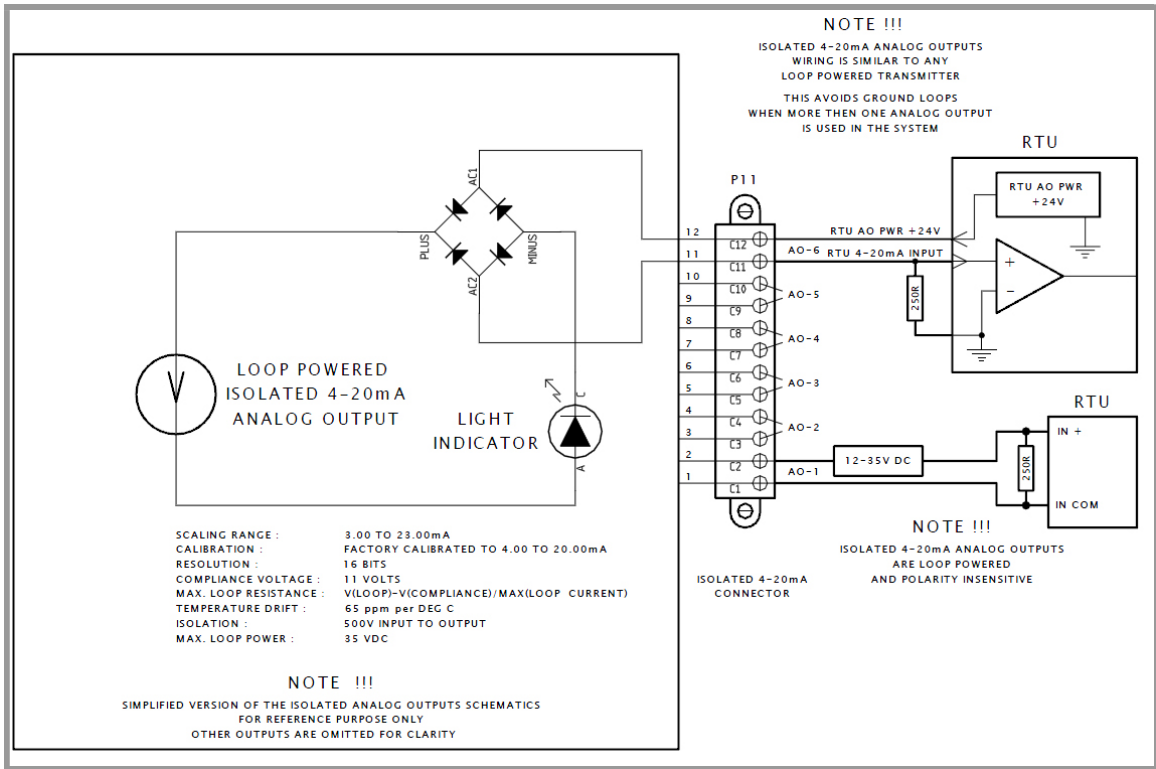 NOTE !!!
ISOLATED 4-20mA ANALOG OUTPUTS
WIRING IS SIMILAR TO ANY
LOOP POWERED TRANSMITTER
THIS AVOIDS GROUND LOOPS
WHEN MORE THEN ONE ANALOG OUTPUT
IS USED IN THE SYSTEM
RTU
RTU AO PWR
+24V
P11
AC1
PLUS
MINUS
AC2
12
C12
RTU AO PWR +24V
11
C11
AO-6
RTU 4-20mA INPUT
+
−
250R
10
C10
9
C9
AO-5
8
C8
7
C7
AO-4
6
C6
5
C5
AO-3
4
C4
3
C3
AO-2
2
C2
1
C1
AO-1
12-35V DC
RTU
IN +
250R
IN COM
LOOP POWERED
ISOLATED 4-20mA
ANALOG OUTPUT
V
LIGHT
INDICATOR
C
A
NOTE !!!
ISOLATED 4-20mA ANALOG OUTPUTS
ARE LOOP POWERED
AND POLARITY INSENSITIVE
ISOLATED 4-20mA
CONNECTOR
SCALING RANGE : 3.00 TO 23.00mA
CALIBRATION : FACTORY CALIBRATED TO 4.00 TO 20.00mA
RESOLUTION : 16 BITS
COMPLIANCE VOLTAGE : 11 VOLTS
MAX. LOOP RESISTANCE : V(LOOP)-V(COMPLIANCE)/MAX(LOOP CURRENT)
TEMPERATURE DRIFT : 65 ppm per DEG C
ISOLATION : 500V INPUT TO OUTPUT
MAX. LOOP POWER : 35 VDC
NOTE !!!
SIMPLIFIED VERSION OF THE ISOLATED ANALOG OUTPUTS SCHEMATICS
FOR REFERENCE PURPOSE ONLY
OTHER OUTPUTS ARE OMITTED FOR CLARITY